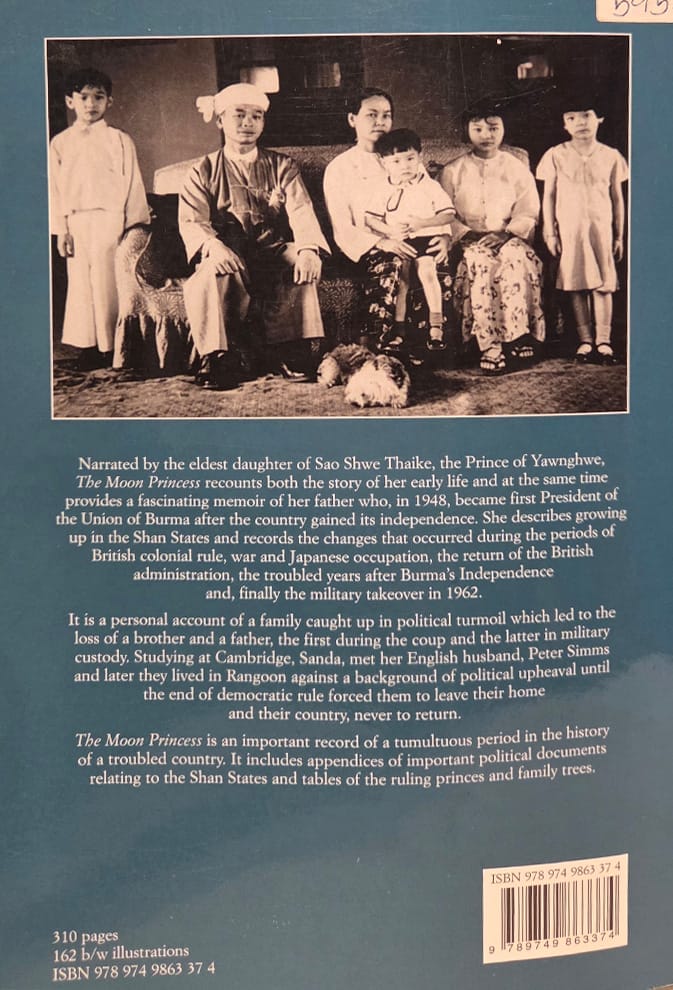 595
Narrated by the eldest daughter of Sao Shwe Thaike, the Prince of Yawnghwe,
The Moon Princess recounts both the story of her early life and at the same time
provides a fascinating memoir of her father who, in 1948, became first President of
the Union of Burma after the country gained its independence. She describes growing
up in the Shan States and records the changes that occurred during the periods of
British colonial rule, war and Japanese occupation, the return of the British
administration, the troubled years after Burma's Independence
and, finally the military takeover in 1962.
It is a personal account of a family caught up in political turmoil which led to the
loss of a brother and a father, the first during the coup and the latter in military
custody. Studying at Cambridge, Sanda, met her English husband, Peter Simms
and later they lived in Rangoon against a background of political upheaval until
the end of democratic rule forced them to leave their home
and their country, never to return.
The Moon Princess is an important record of a tumultuous period in the history
of a troubled country. It includes appendices of important political documents
relating to the Shan States and tables of the ruling princes and family trees.
ISBN 978 974 9863 37 4
9 789749 863374
310 pages
162 b/w illustrations
ISBN 978 974 9863 37 4